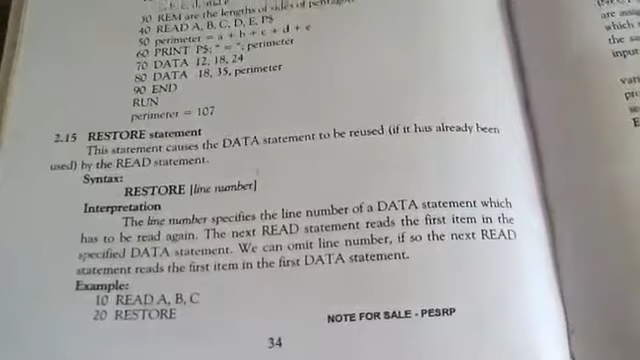 b, c, d, and e
30 REM are the lengths of sides of pentagon
40 READ A, B, C, D, E, P$
50 perimeter = a + b + c + d + e
60 PRINT P$; " = ", perimeter
70 DATA 12, 18, 24
80 DATA 18, 35, perimeter
90 END
RUN
perimeter = 107
2.15 RESTORE statement
This statement causes the DATA statement to be reused (if it has already been
used) by the READ statement.
Syntax:
RESTORE [line number]
Interpretation
The line number specifies the line number of a DATA statement which
has to be read again. The next READ statement reads the first item in the
specified DATA statement. We can omit line number, if so the next READ
statement reads the first item in the first DATA statement.
Example:
10 READ A, B, C
20 RESTORE
NOTE FOR SALE - PESRP
34
are
which
the
input